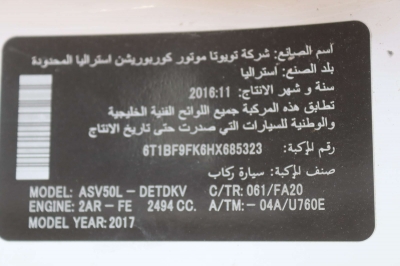 أسم الصانع: شركة تويوتا موتور كوربوريشن استراليا المحدودة
بلد الصنع: أستراليا
سنة و شهر الانتاج: 2016:11
تطابق هذه المركبة جميع اللوائح الفنية الخليجية
والوطنية للسيارات التي صدرت حتى تاريخ الانتاج
رقم المركبة: 6T1BF9FK6HX685323
صنف المركبة: سيارة ركاب
MODEL: ASV50L - DETDKV C/TR: 061/FA20
ENGINE: 2AR - FE 2494 CC. A/TM: - 04A/U760E
MODEL YEAR: 2017